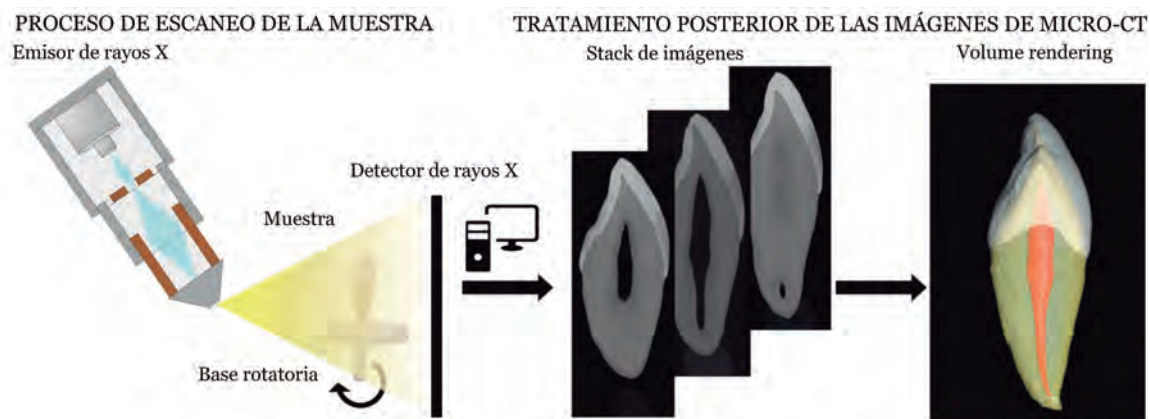 PROCESO DE ESCANEO DE LA MUESTRA
Emisor de rayos X
Detector de rayos X
Muestra
Base rotatoria
TRATAMIENTO POSTERIOR DE LAS IMÁGENES DE MICRO-CT
Stack de imágenes
Volume rendering